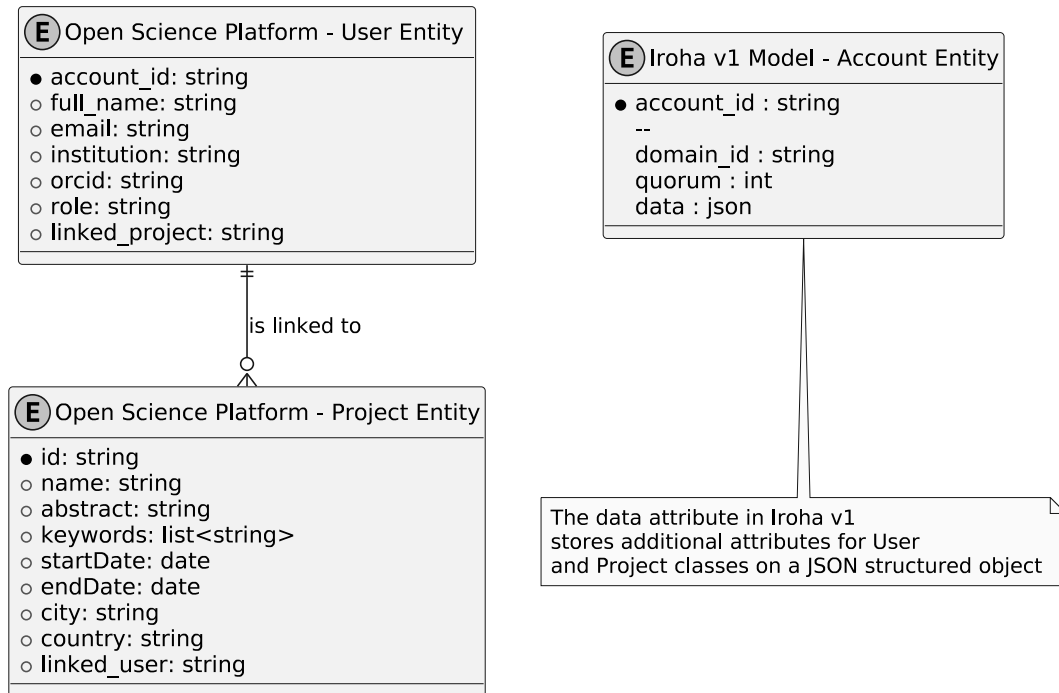 E Open Science Platform - User Entity
account_id: string
full_name: string
email: string
institution: string
orcid: string
role: string
linked_project: string
is linked to
E Open Science Platform - Project Entity
id: string
name: string
abstract: string
keywords: list<string>
startDate: date
endDate: date
city: string
country: string
linked_user: string
E Iroha v1 Model - Account Entity
account_id : string
--
domain_id : string
quorum : int
data : json
The data attribute in Iroha v1
stores additional attributes for User
and Project classes on a JSON structured object